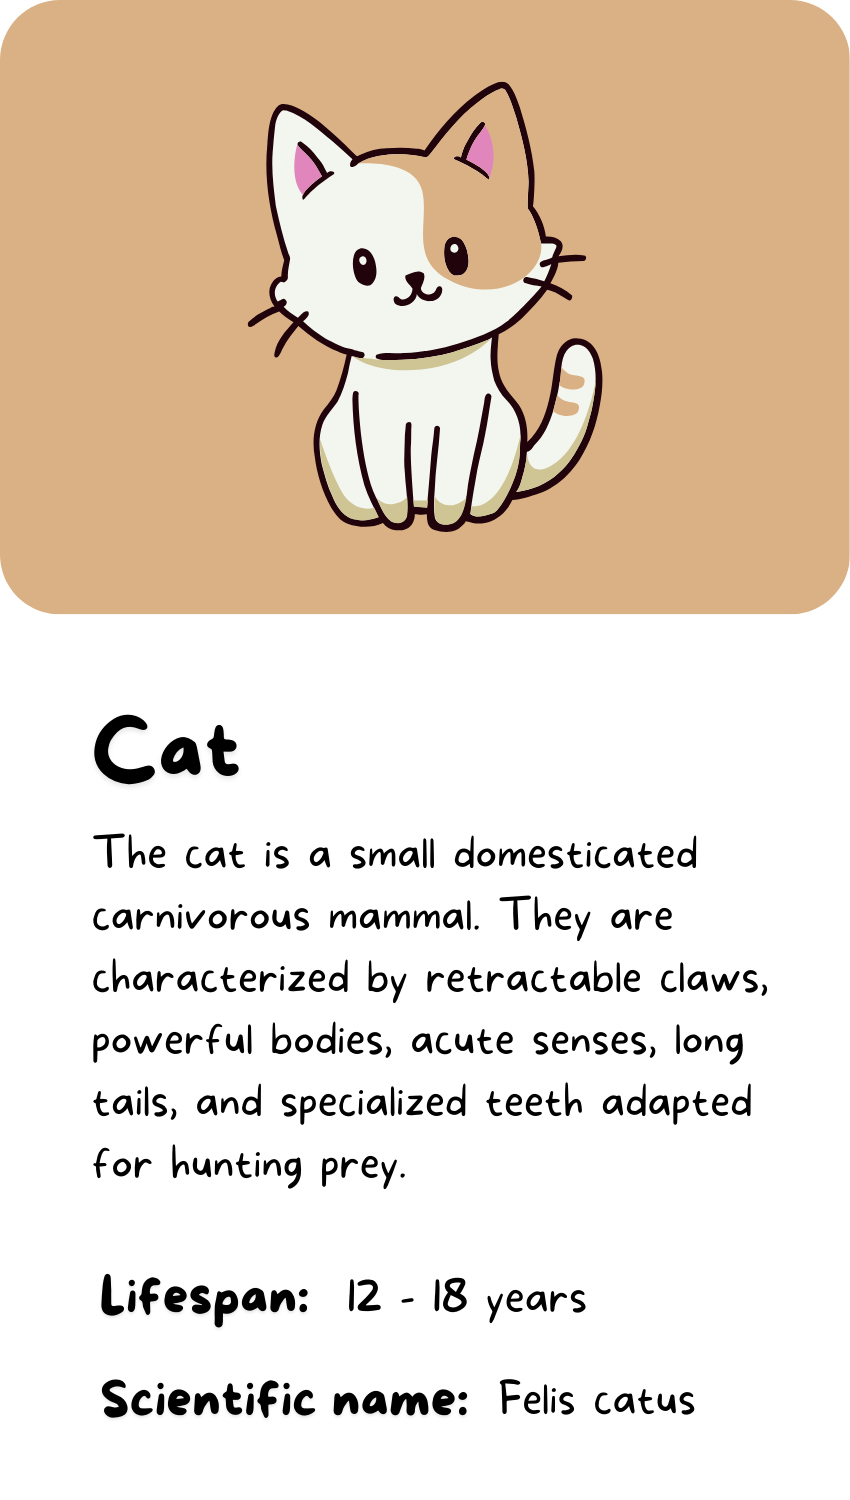 Cat
The cat is a small domesticated
carnivorous mammal. They are
characterized by retractable claws,
powerful bodies, acute senses, long
tails, and specialized teeth adapted
for hunting prey.
Lifespan: 12 - 18 years
Scientific name: Felis catus